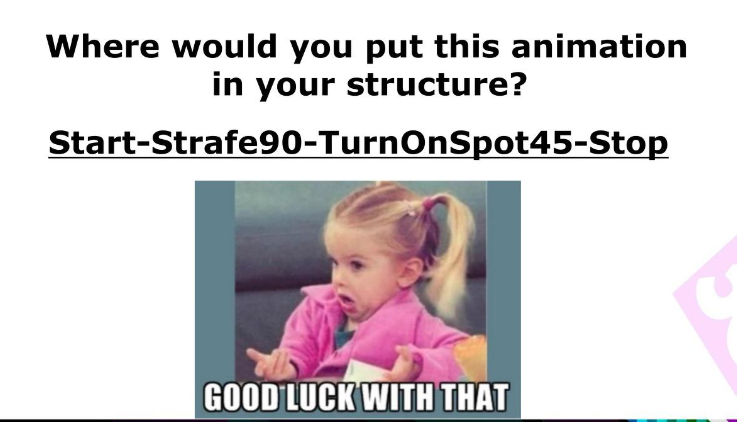 Where would you put this animation
in your structure?
Start-Strafe90-TurnOnSpot45-Stop
GOOD LUCK WITH THAT